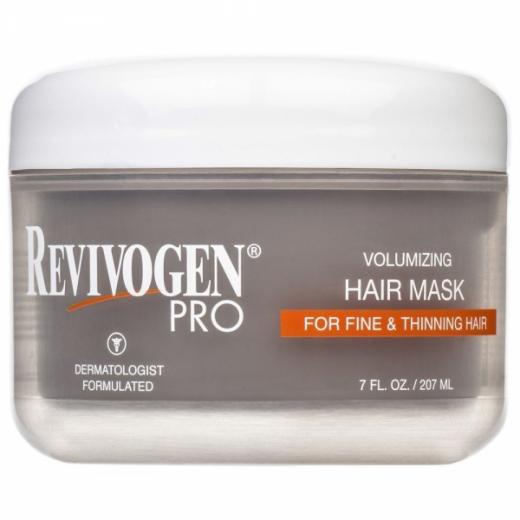 REVIVOGEN®
PRO
DERMATOLOGIST
FORMULATED
VOLUMIZING
HAIR MASK
FOR FINE & THINNING HAIR
7 FL. OZ. / 207 ML